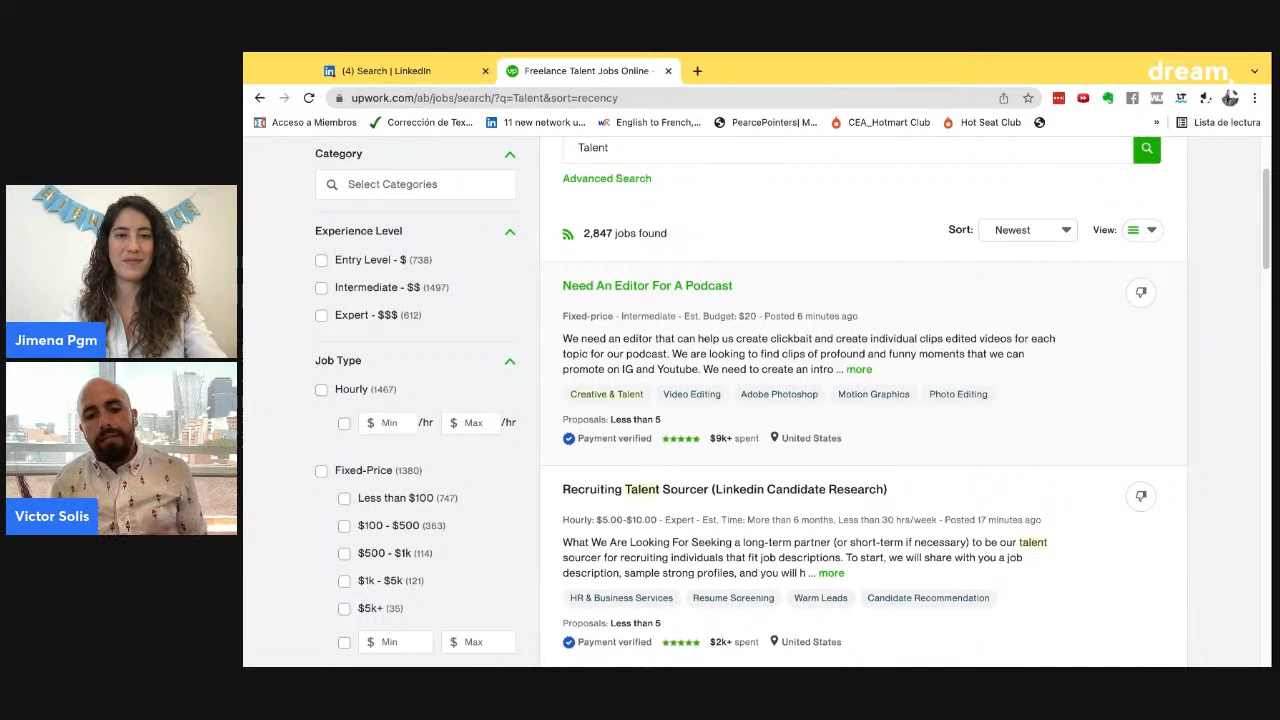 (4) Search | LinkedIn
Freelance Talent Jobs Online -
dream.
upwork.com/ab/jobs/search/?q=Talent&sort=recency
Acceso a Miembros
Corrección de Tex...
11 new network u...
English to French,...
PearcePointers| M...
CEA_Hotmart Club
Hot Seat Club
»
Lista de lectura
Category
Select Categories
Experience Level
Entry Level - $ (738)
Intermediate - $$ (1497)
Expert - $$$ (612)
Job Type
Hourly (1467)
$ Min /hr $ Max /hr
Fixed-Price (1380)
Less than $100 (747)
$100 - $500 (363)
$500 - $1k (114)
$1k - $5k (121)
$5k+ (35)
$ Min $ Max
Talent
Advanced Search
2,847 jobs found
Sort: Newest View:
Need An Editor For A Podcast
Fixed-price - Intermediate - Est. Budget: $20 - Posted 6 minutes ago
We need an editor that can help us create clickbait and create individual clips edited videos for each
topic for our podcast. We are looking to find clips of profound and funny moments that we can
promote on IG and Youtube. We need to create an intro ... more
Creative & Talent Video Editing Adobe Photoshop Motion Graphics Photo Editing
Proposals: Less than 5
Payment verified $9k+ spent United States
Recruiting Talent Sourcer (Linkedin Candidate Research)
Hourly: $5.00-$10.00 - Expert - Est. Time: More than 6 months, Less than 30 hrs/week - Posted 17 minutes ago
What We Are Looking For Seeking a long-term partner (or short-term if necessary) to be our talent
sourcer for recruiting individuals that fit job descriptions. To start, we will share with you a job
description, sample strong profiles, and you will h ... more
HR & Business Services Resume Screening Warm Leads Candidate Recommendation
Proposals: Less than 5
Payment verified $2k+ spent United States
Jimena Pgm
Victor Solis